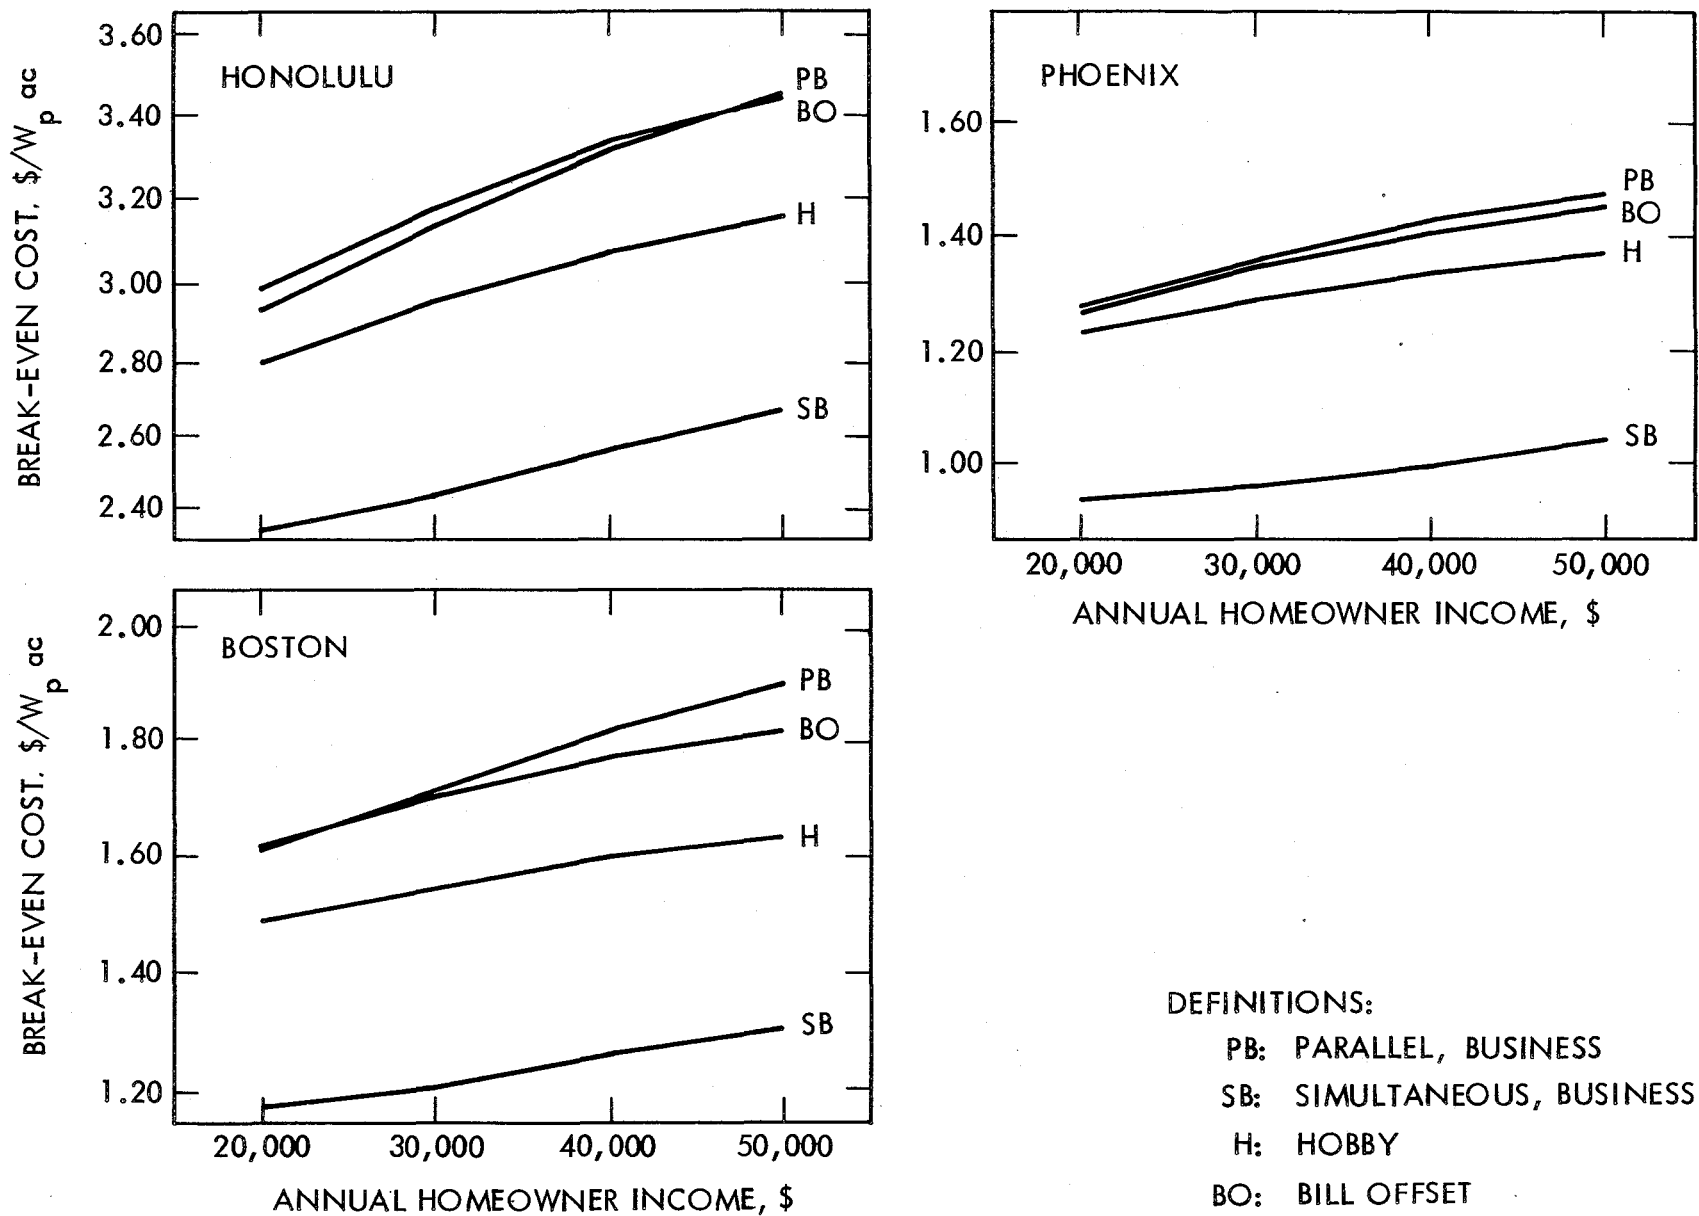 HONOLULU
BREAK-EVEN COST. $/Wp ac
3.60
3.40
3.20
3.00
2.80
2.60
2.40
PB
BO
H
SB
PHOENIX
1.60
1.40
1.20
1.00
PB
BO
H
SB
20,000 30,000 40,000 50,000
ANNUAL HOMEOWNER INCOME, $
BOSTON
BREAK-EVEN COST. $/Wp ac
2.00
1.80
1.60
1.40
1.20
PB
BO
H
SB
20,000 30,000 40,000 50,000
ANNUAL HOMEOWNER INCOME, $
DEFINITIONS:
PB: PARALLEL, BUSINESS
SB: SIMULTANEOUS, BUSINESS
H: HOBBY
BO: BILL OFFSET